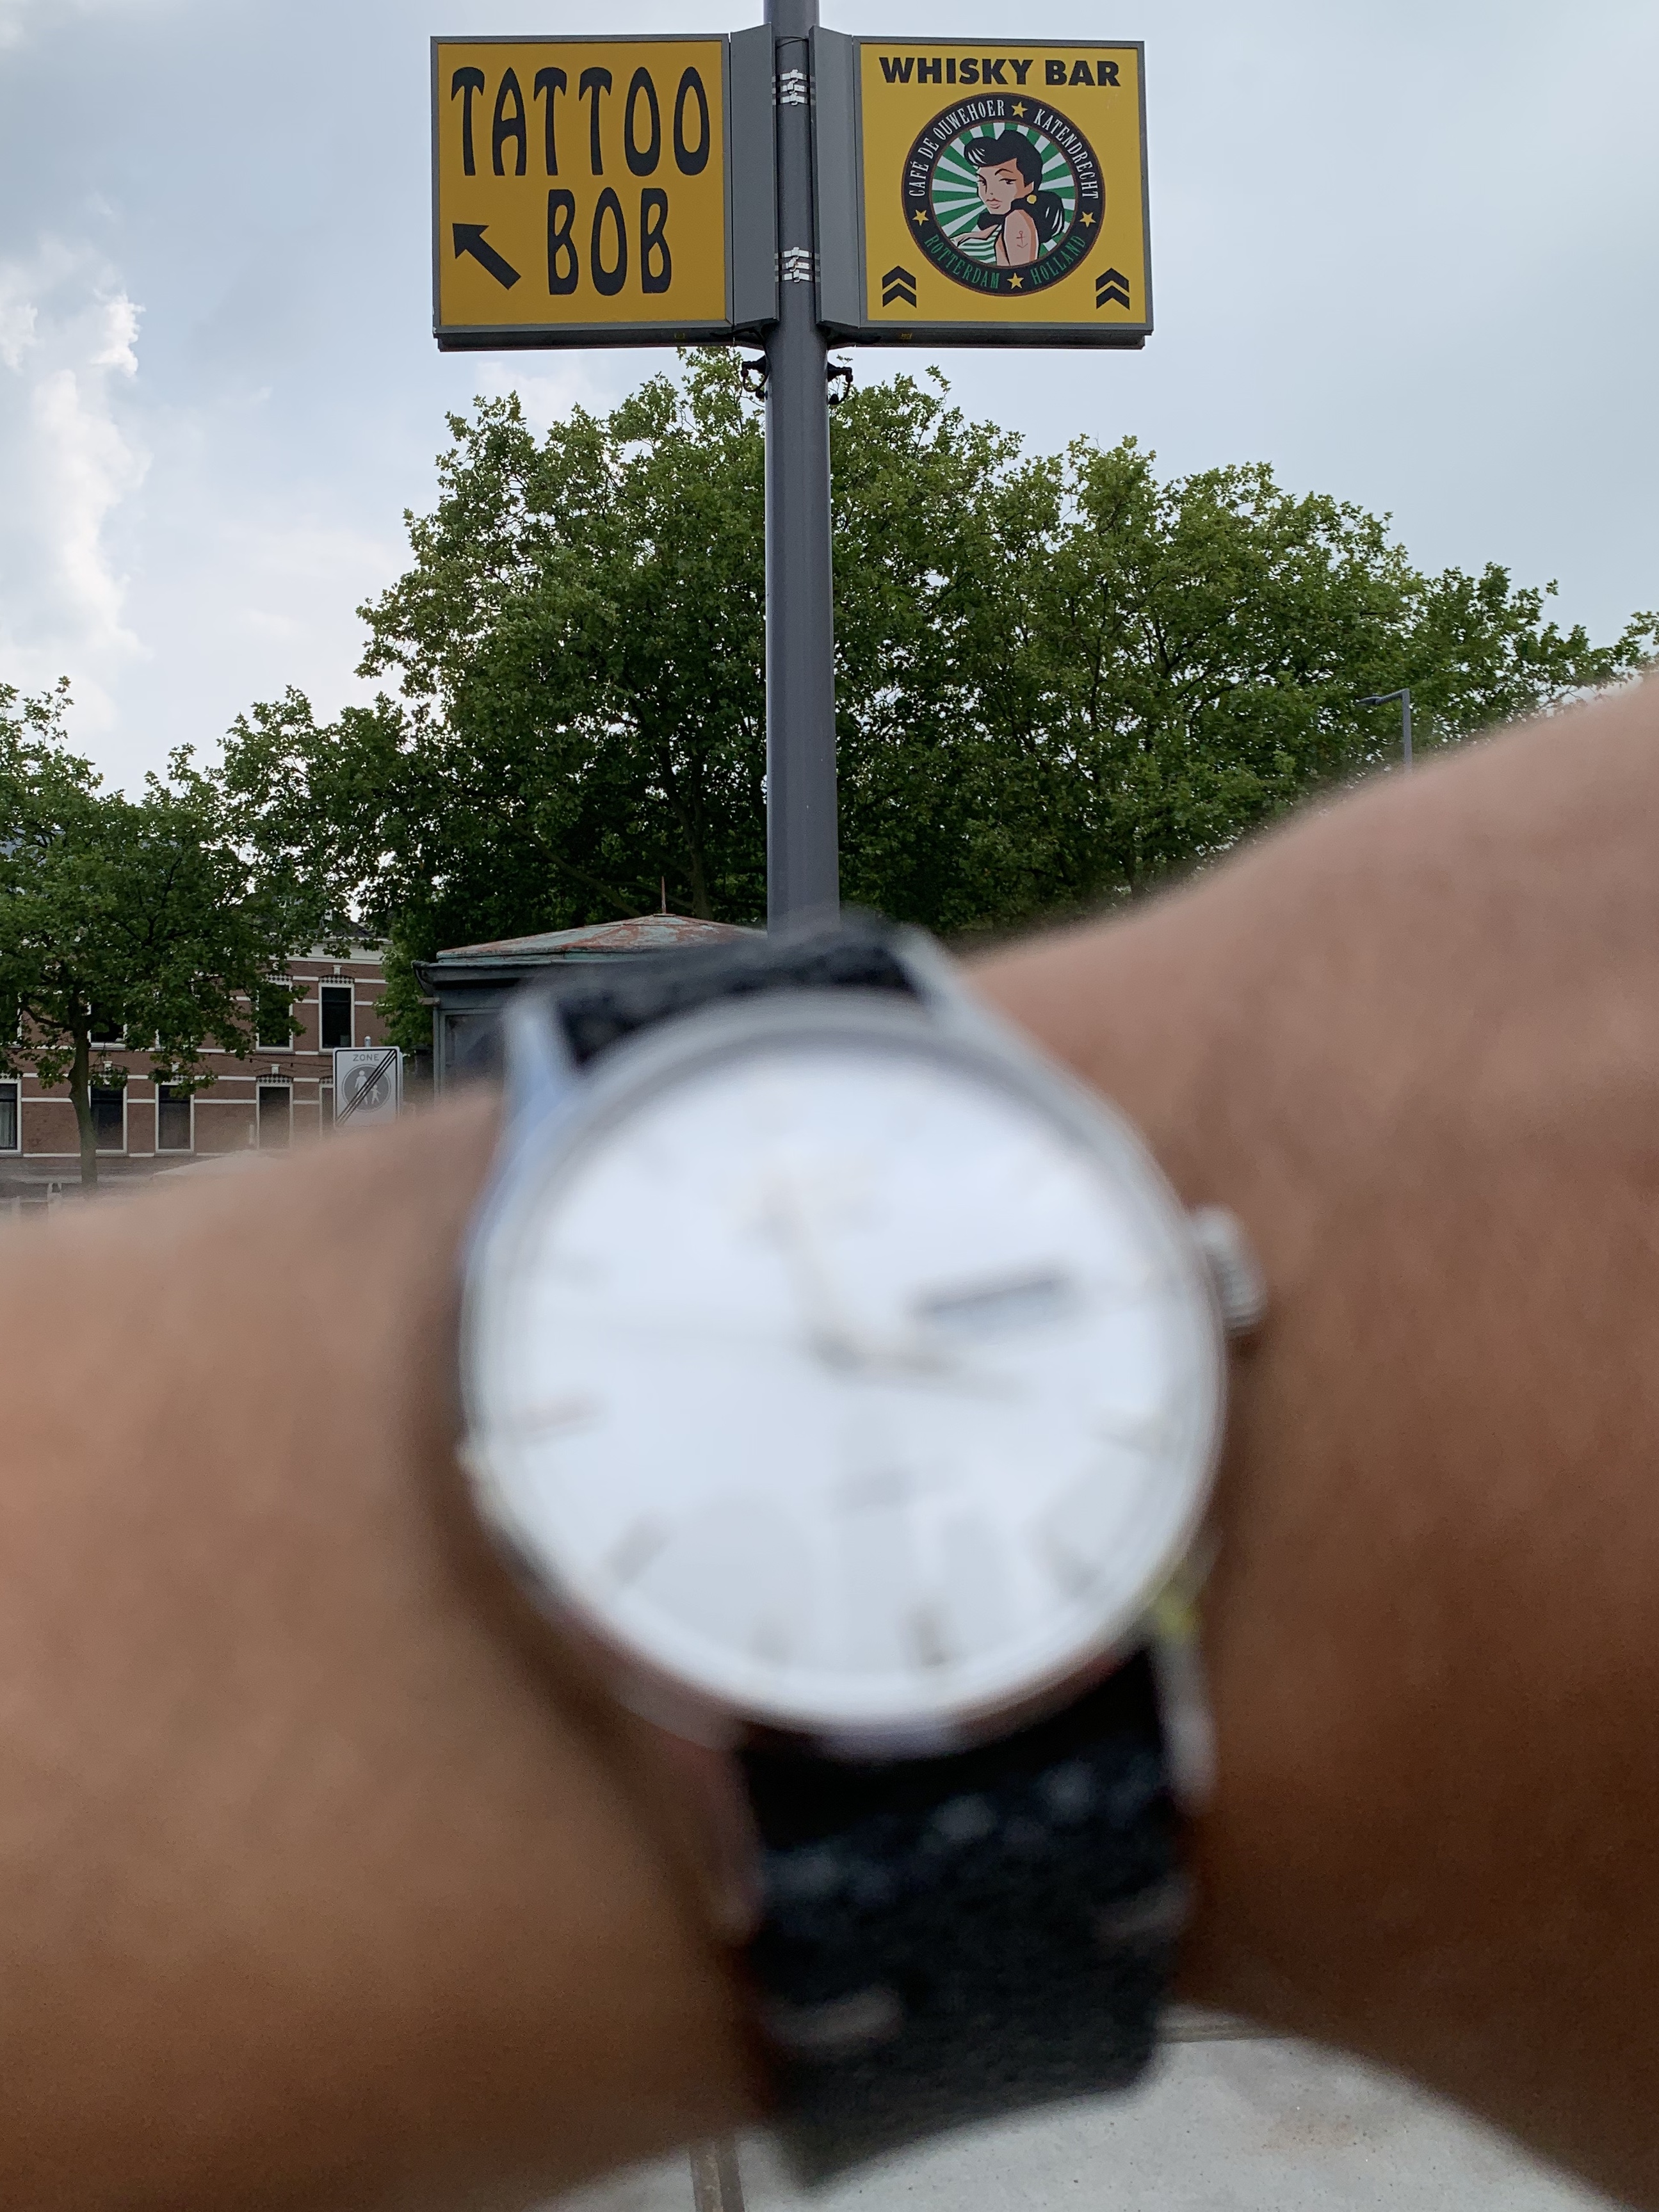 TATTOO
BOB
WHISKY BAR
CAFÉ DE OUWEHOER ★ KATENDRECHT
★ ROTTERDAM ★ HOLLAND ★
ZONE